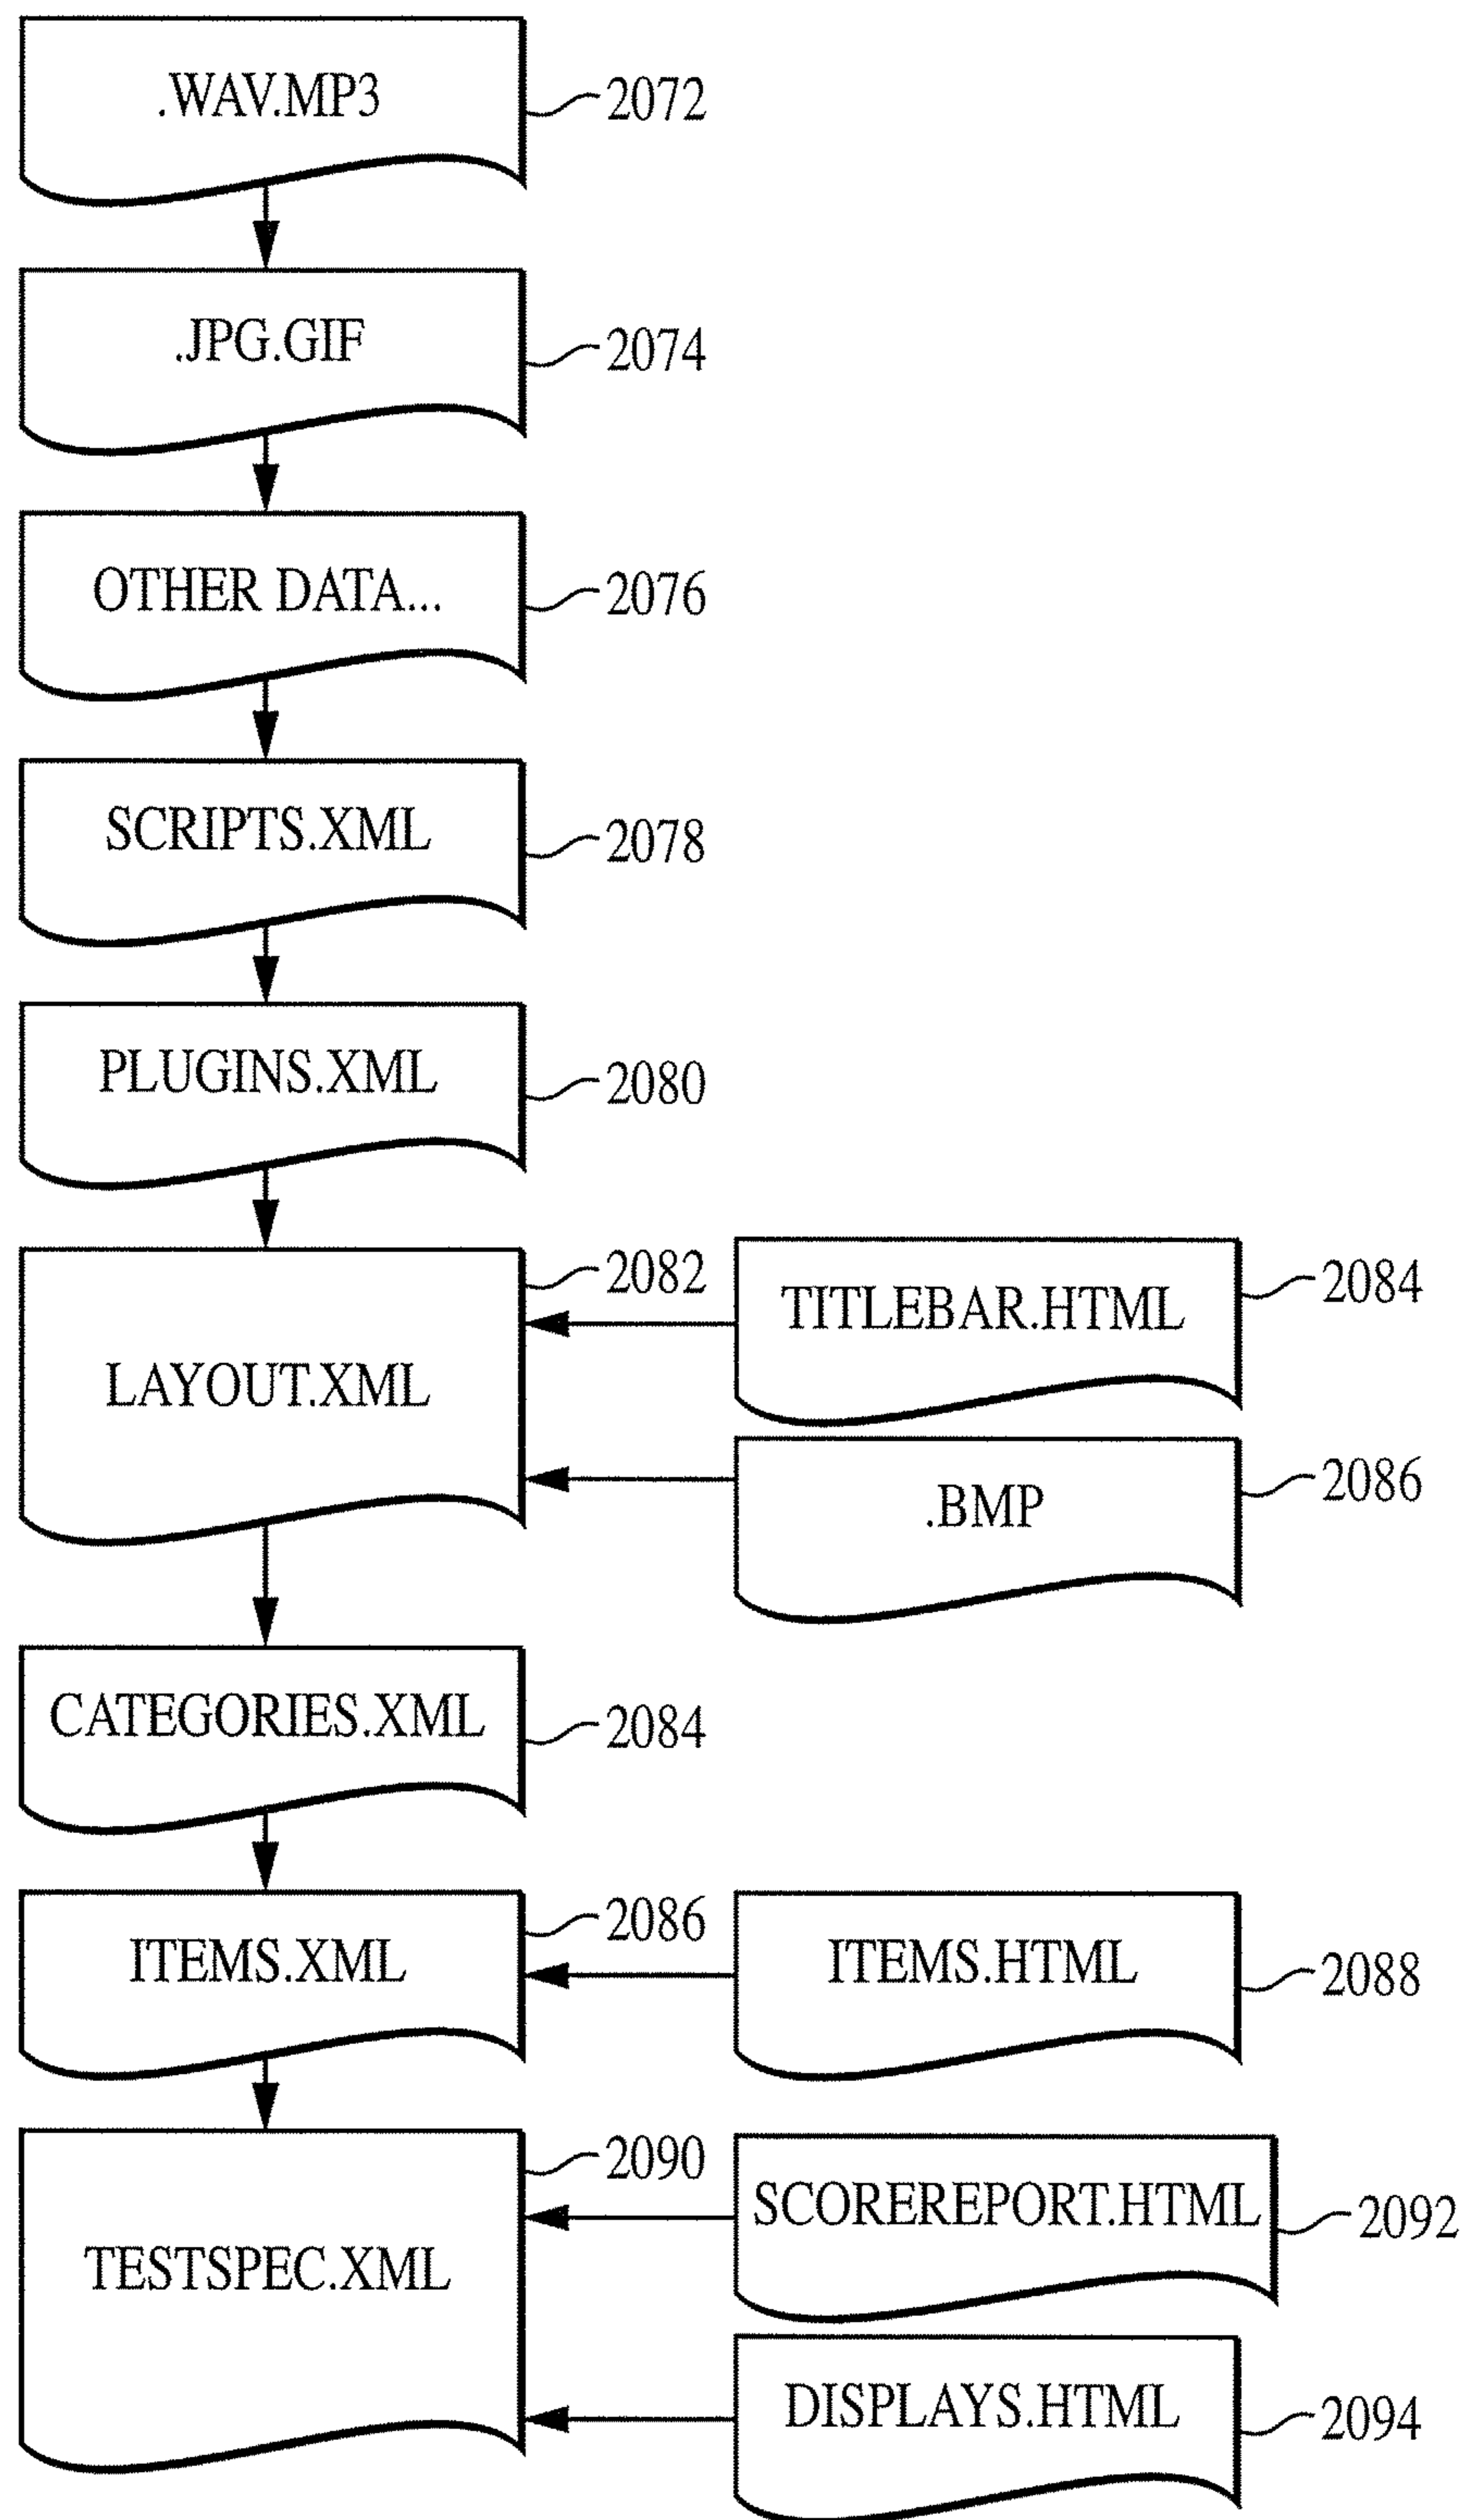 .WAV.MP3
2072
.JPG.GIF
2074
OTHER DATA...
2076
SCRIPTS.XML
2078
PLUGINS.XML
2080
LAYOUT.XML
2082
TITLEBAR.HTML
2084
.BMP
2086
CATEGORIES.XML
2084
ITEMS.XML
2086
ITEMS.HTML
2088
TESTSPEC.XML
2090
SCOREREPORT.HTML
2092
DISPLAYS.HTML
2094